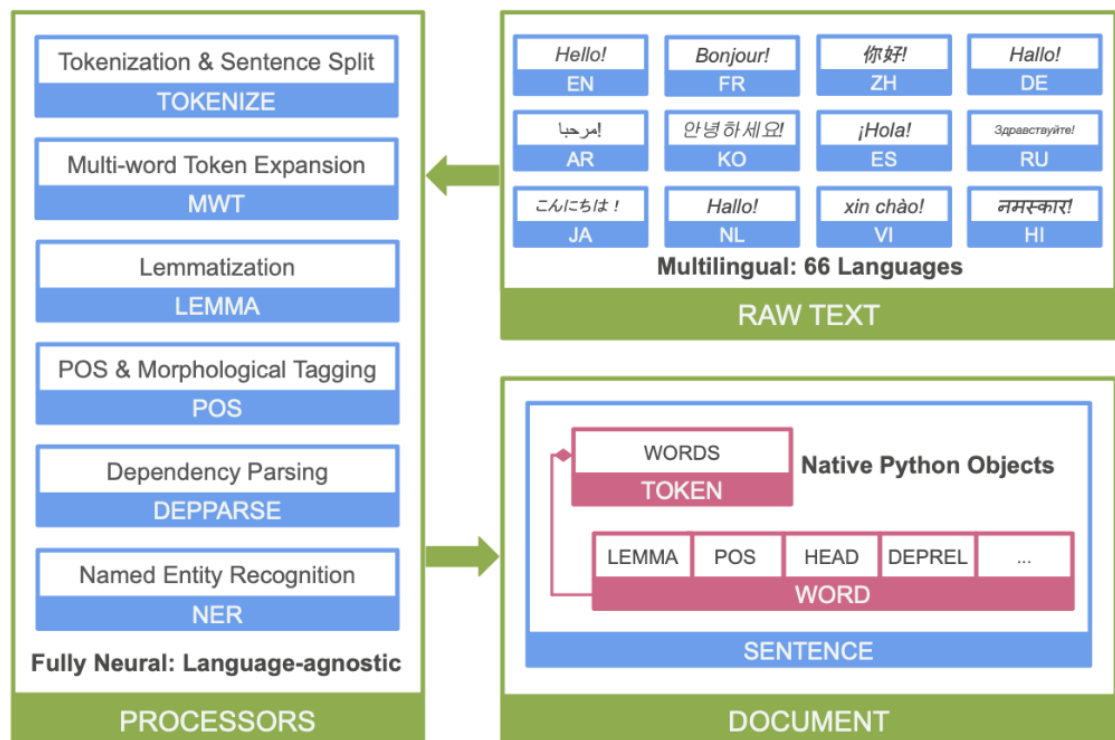 Tokenization & Sentence Split
TOKENIZE
Multi-word Token Expansion
MWT
Lemmatization
LEMMA
POS & Morphological Tagging
POS
Dependency Parsing
DEPPARSE
Named Entity Recognition
NER
Fully Neural: Language-agnostic
PROCESSORS
Hello!
EN
Bonjour!
FR
你好!
ZH
Hallo!
DE
مرحبا!
AR
안녕하세요!
KO
¡Hola!
ES
Здравствуйте!
RU
こんにちは！
JA
Hallo!
NL
xin chào!
VI
नमस्कार!
HI
Multilingual: 66 Languages
RAW TEXT
WORDS
TOKEN
Native Python Objects
LEMMA
POS
HEAD
DEPREL
...
WORD
SENTENCE
DOCUMENT